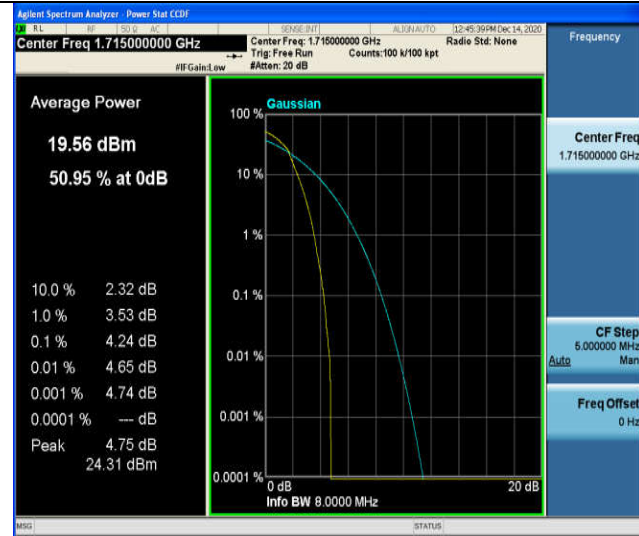 Agilent Spectrum Analyzer - Power Stat CCDF
RL RF 50 Ω AC SENSE:INT ALIGN AUTO 12:45:39 PM Dec 14, 2020
Center Freq 1.715000000 GHz
Center Freq: 1.715000000 GHz Radio Std: None
Trig: Free Run Counts:100 k/100 kpt
#IFGain:Low #Atten: 20 dB
Frequency
Average Power
19.56 dBm
50.95 % at 0dB
10.0 % 2.32 dB
1.0 % 3.53 dB
0.1 % 4.24 dB
0.01 % 4.65 dB
0.001 % 4.74 dB
0.0001 % --- dB
Peak 4.75 dB
24.31 dBm
Gaussian
100 %
10 %
1 %
0.1 %
0.01 %
0.001 %
0.0001 %
0 dB 20 dB
Info BW 8.0000 MHz
Center Freq
1.715000000 GHz
CF Step
5.000000 MHz
Auto Man
Freq Offset
0 Hz
MSG STATUS